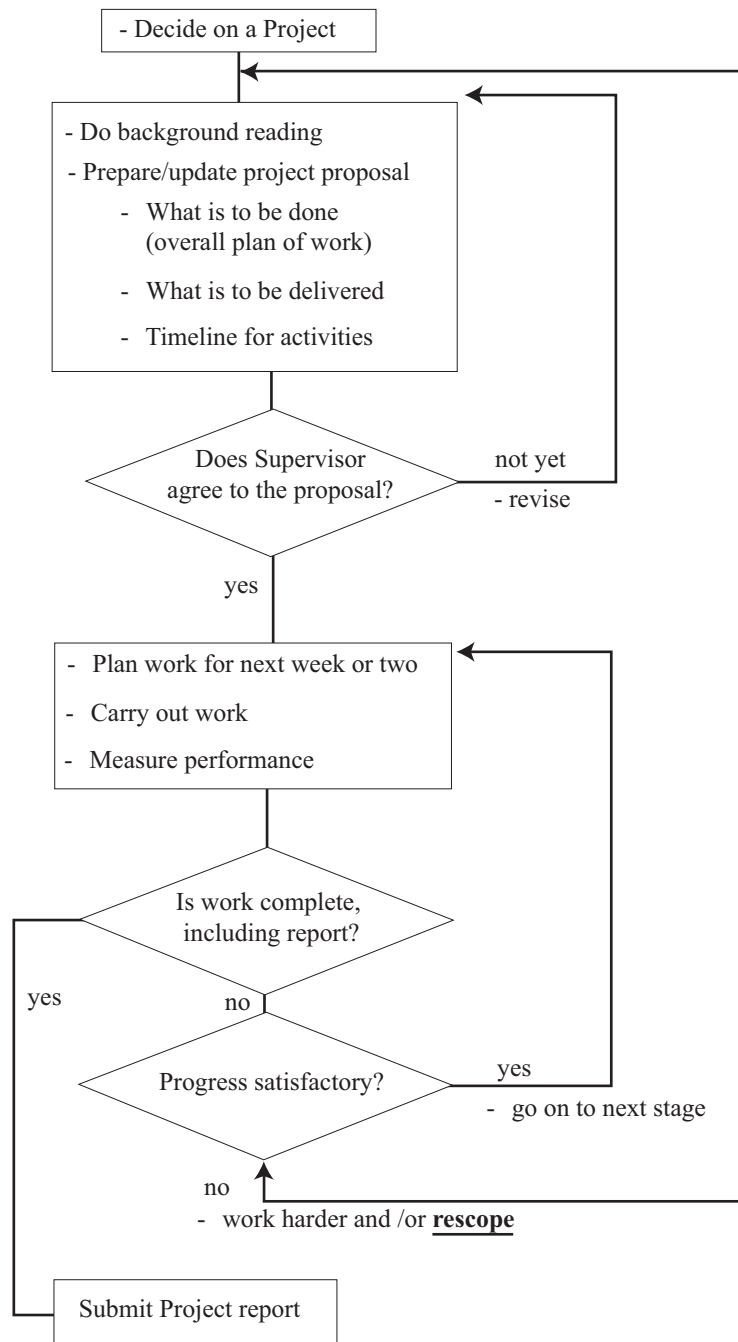 - Decide on a Project
- Do background reading
- Prepare/update project proposal
- What is to be done
(overall plan of work)
- What is to be delivered
- Timeline for activities
Does Supervisor
agree to the proposal?
not yet
- revise
yes
- Plan work for next week or two
- Carry out work
- Measure performance
Is work complete,
including report?
yes
no
Progress satisfactory?
yes
- go on to next stage
no
- work harder and /or rescope
Submit Project report